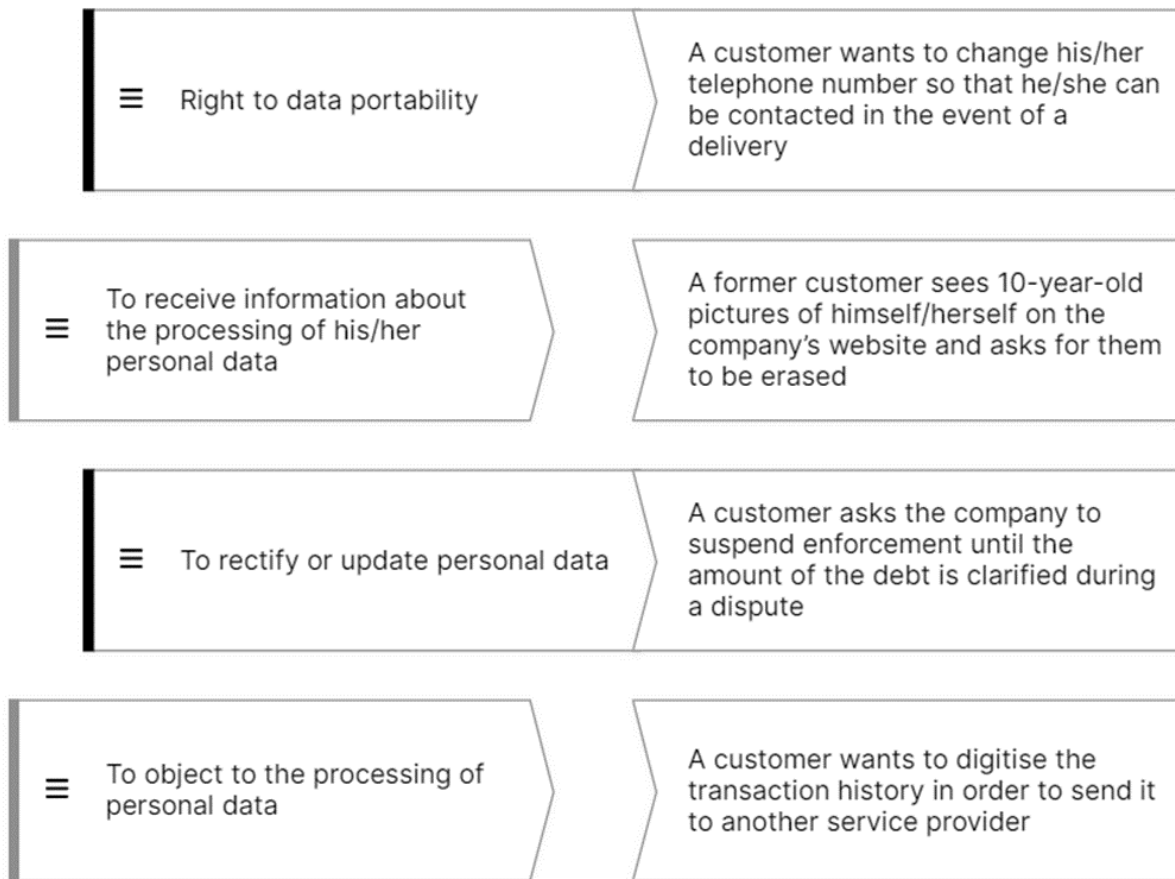 Right to data portability
A customer wants to change his/her
telephone number so that he/she can
be contacted in the event of a
delivery
To receive information about
the processing of his/her
personal data
A former customer sees 10-year-old
pictures of himself/herself on the
company's website and asks for them
to be erased
To rectify or update personal data
A customer asks the company to
suspend enforcement until the
amount of the debt is clarified during
a dispute
To object to the processing of
personal data
A customer wants to digitise the
transaction history in order to send it
to another service provider